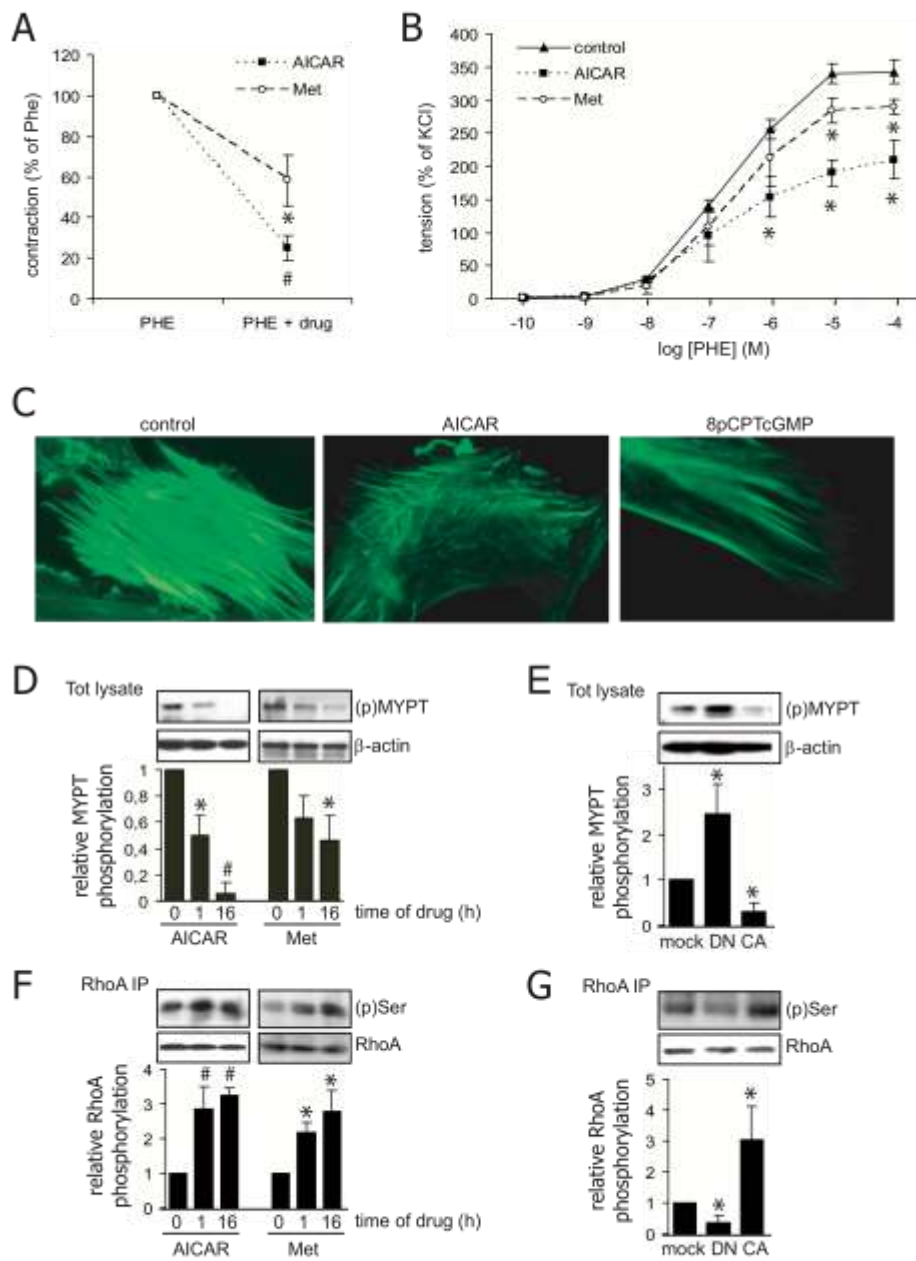 A
120
100
80
60
40
20
0
contraction (% of Phe)
AICAR
Met
*
#
PHE
PHE + drug
B
400
350
300
250
200
150
100
50
0
tension (% of KCl)
control
AICAR
Met
* *
* * *
-10 -9 -8 -7 -6 -5 -4
log [PHE] (M)
C
control
AICAR
8pCPTcGMP
D
Tot lysate
(p)MYPT
β-actin
1
0,8
0,6
0,4
0,2
0
relative MYPT
phosphorylation
*
#
*
0 1 16 0 1 16 time of drug (h)
AICAR Met
E
Tot lysate
(p)MYPT
β-actin
3
2
1
0
relative MYPT
phosphorylation
*
*
mock DN CA
F
RhoA IP
(p)Ser
RhoA
4
3
2
1
0
relative RhoA
phosphorylation
# #
* *
0 1 16 0 1 16 time of drug (h)
AICAR Met
G
RhoA IP
(p)Ser
RhoA
5
4
3
2
1
0
relative RhoA
phosphorylation
*
*
mock DN CA